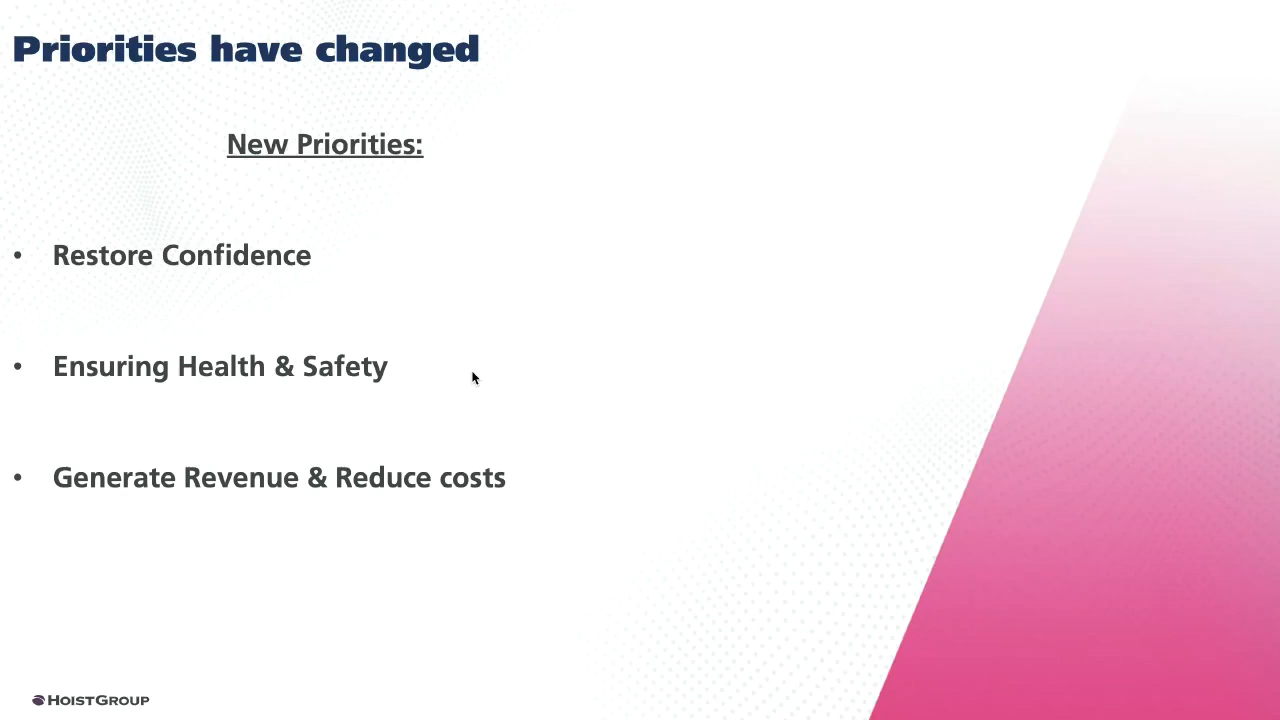 Priorities have changed
New Priorities:
• Restore Confidence
• Ensuring Health & Safety
• Generate Revenue & Reduce costs
HOISTGROUP